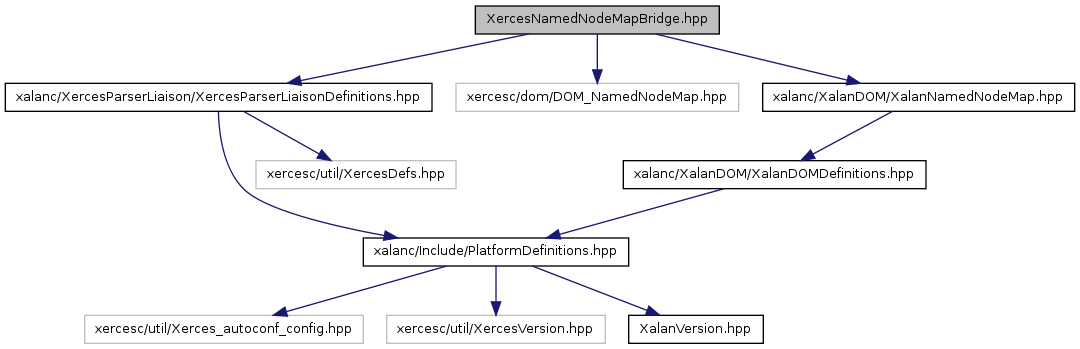 XercesNamedNodeMapBridge.hpp
xalanc/XercesParserLiaison/XercesParserLiaisonDefinitions.hpp
xercesc/dom/DOM_NamedNodeMap.hpp
xalanc/XalanDOM/XalanNamedNodeMap.hpp
xercesc/util/XercesDefs.hpp
xalanc/XalanDOM/XalanDOMDefinitions.hpp
xalanc/Include/PlatformDefinitions.hpp
xercesc/util/Xerces_autoconf_config.hpp
xercesc/util/XercesVersion.hpp
XalanVersion.hpp